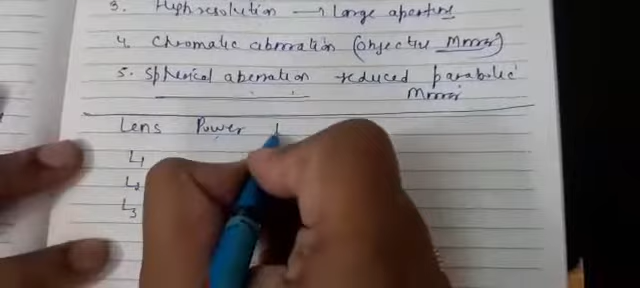 3. High resolution → large aperture
4. Chromatic abrration (objective Mirror)
5. Spherical aberration reduced parabolic
Mirror
Lens Power
L1
L2
L3